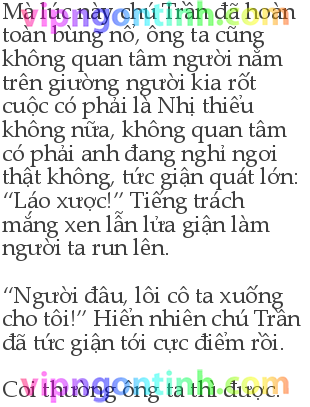 Mà lúc này chú Trần đã hoàn
toàn bùng nổ, ông ta cũng
không quan tâm người nằm
trên giường người kia rốt
cuộc có phải là Nhị thiếu
không nữa, không quan tâm
có phải anh đang nghỉ ngơi
thật không, tức giận quát lớn:
“Láo xược!” Tiếng trách
mắng xen lẫn lửa giận làm
người ta run lên.
“Người đâu, lôi cô ta xuống
cho tôi!” Hiển nhiên chú Trần
đã tức giận tới cực điểm rồi.
Coi thường ông ta thì được.
vipngontinh.com
vipngontinh.com